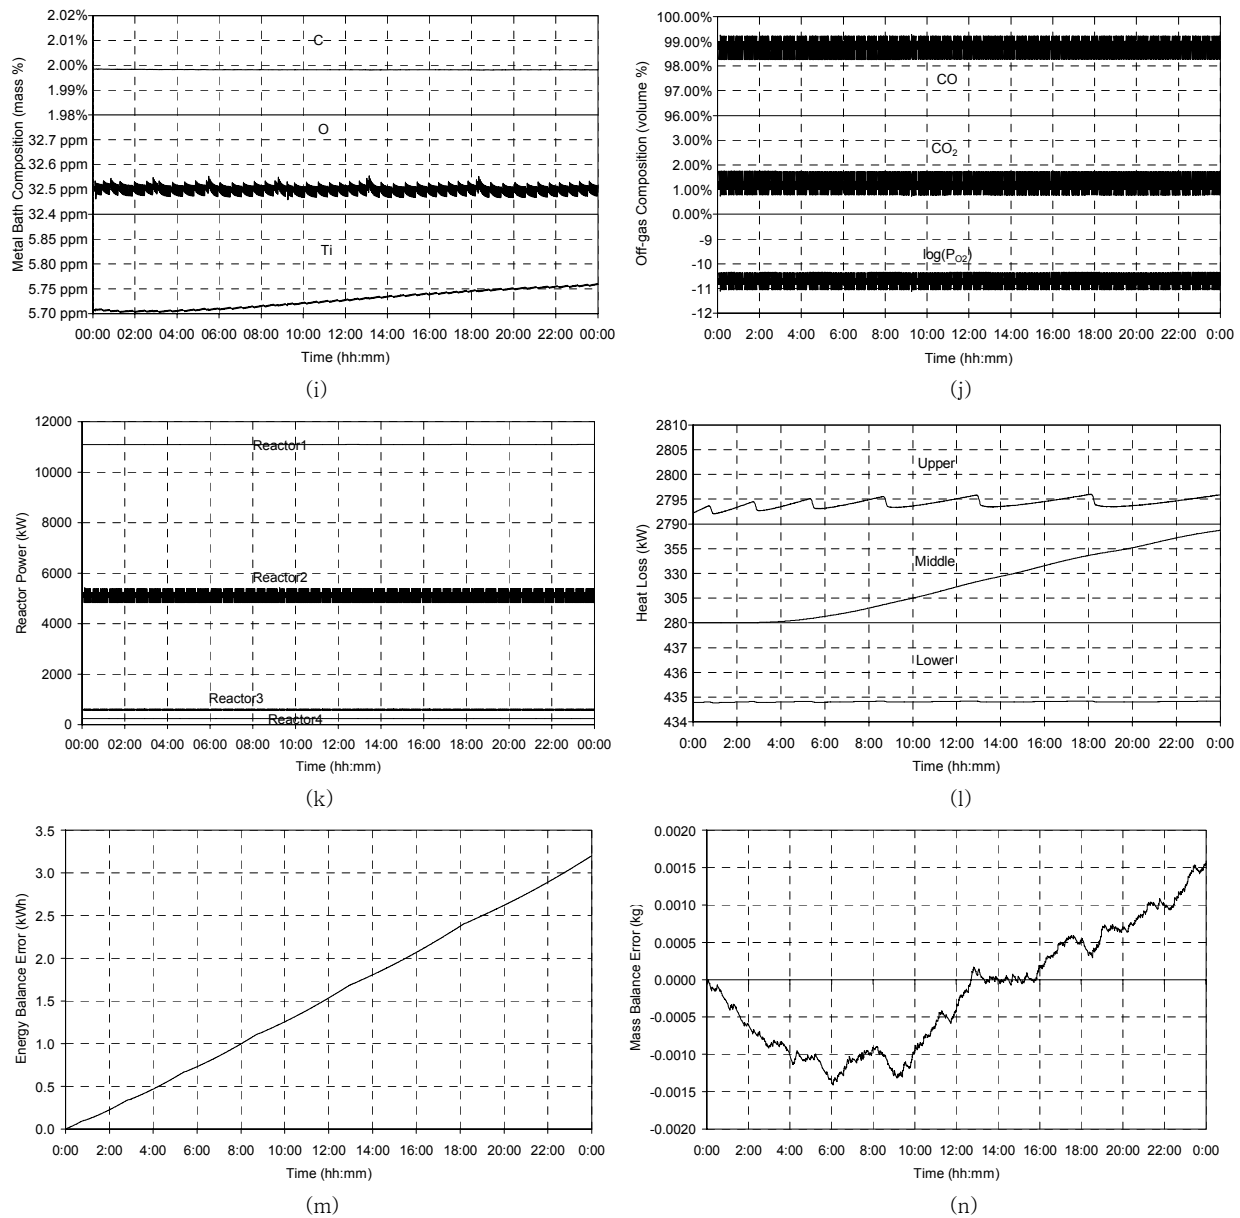 2.02%
2.01%
2.00%
1.99%
1.98%
32.7 ppm
32.6 ppm
32.5 ppm
32.4 ppm
5.85 ppm
5.80 ppm
5.75 ppm
5.70 ppm
Metal Bath Composition (mass %)
C
O
Ti
00:00 02:00 04:00 06:00 08:00 10:00 12:00 14:00 16:00 18:00 20:00 22:00 00:00
Time (hh:mm)
(i)
100.00%
99.00%
98.00%
97.00%
96.00%
3.00%
2.00%
1.00%
0.00%
-9
-10
-11
-12
Off-gas Composition (volume %)
CO
CO2
log(PO2)
0:00 2:00 4:00 6:00 8:00 10:00 12:00 14:00 16:00 18:00 20:00 22:00 0:00
Time (hh:mm)
(j)
12000
10000
8000
6000
4000
2000
0
Reactor Power (kW)
Reactor1
Reactor2
Reactor3
Reactor4
00:00 02:00 04:00 06:00 08:00 10:00 12:00 14:00 16:00 18:00 20:00 22:00 00:00
Time (hh:mm)
(k)
2810
2805
2800
2795
2790
355
330
305
280
437
436
435
434
Heat Loss (kW)
Upper
Middle
Lower
0:00 2:00 4:00 6:00 8:00 10:00 12:00 14:00 16:00 18:00 20:00 22:00 0:00
Time (hh:mm)
(l)
3.5
3.0
2.5
2.0
1.5
1.0
0.5
0.0
Energy Balance Error (kWh)
0:00 2:00 4:00 6:00 8:00 10:00 12:00 14:00 16:00 18:00 20:00 22:00 0:00
Time (hh:mm)
(m)
0.0020
0.0015
0.0010
0.0005
0.0000
-0.0005
-0.0010
-0.0015
-0.0020
Mass Balance Error (kg)
0:00 2:00 4:00 6:00 8:00 10:00 12:00 14:00 16:00 18:00 20:00 22:00 0:00
Time (hh:mm)
(n)